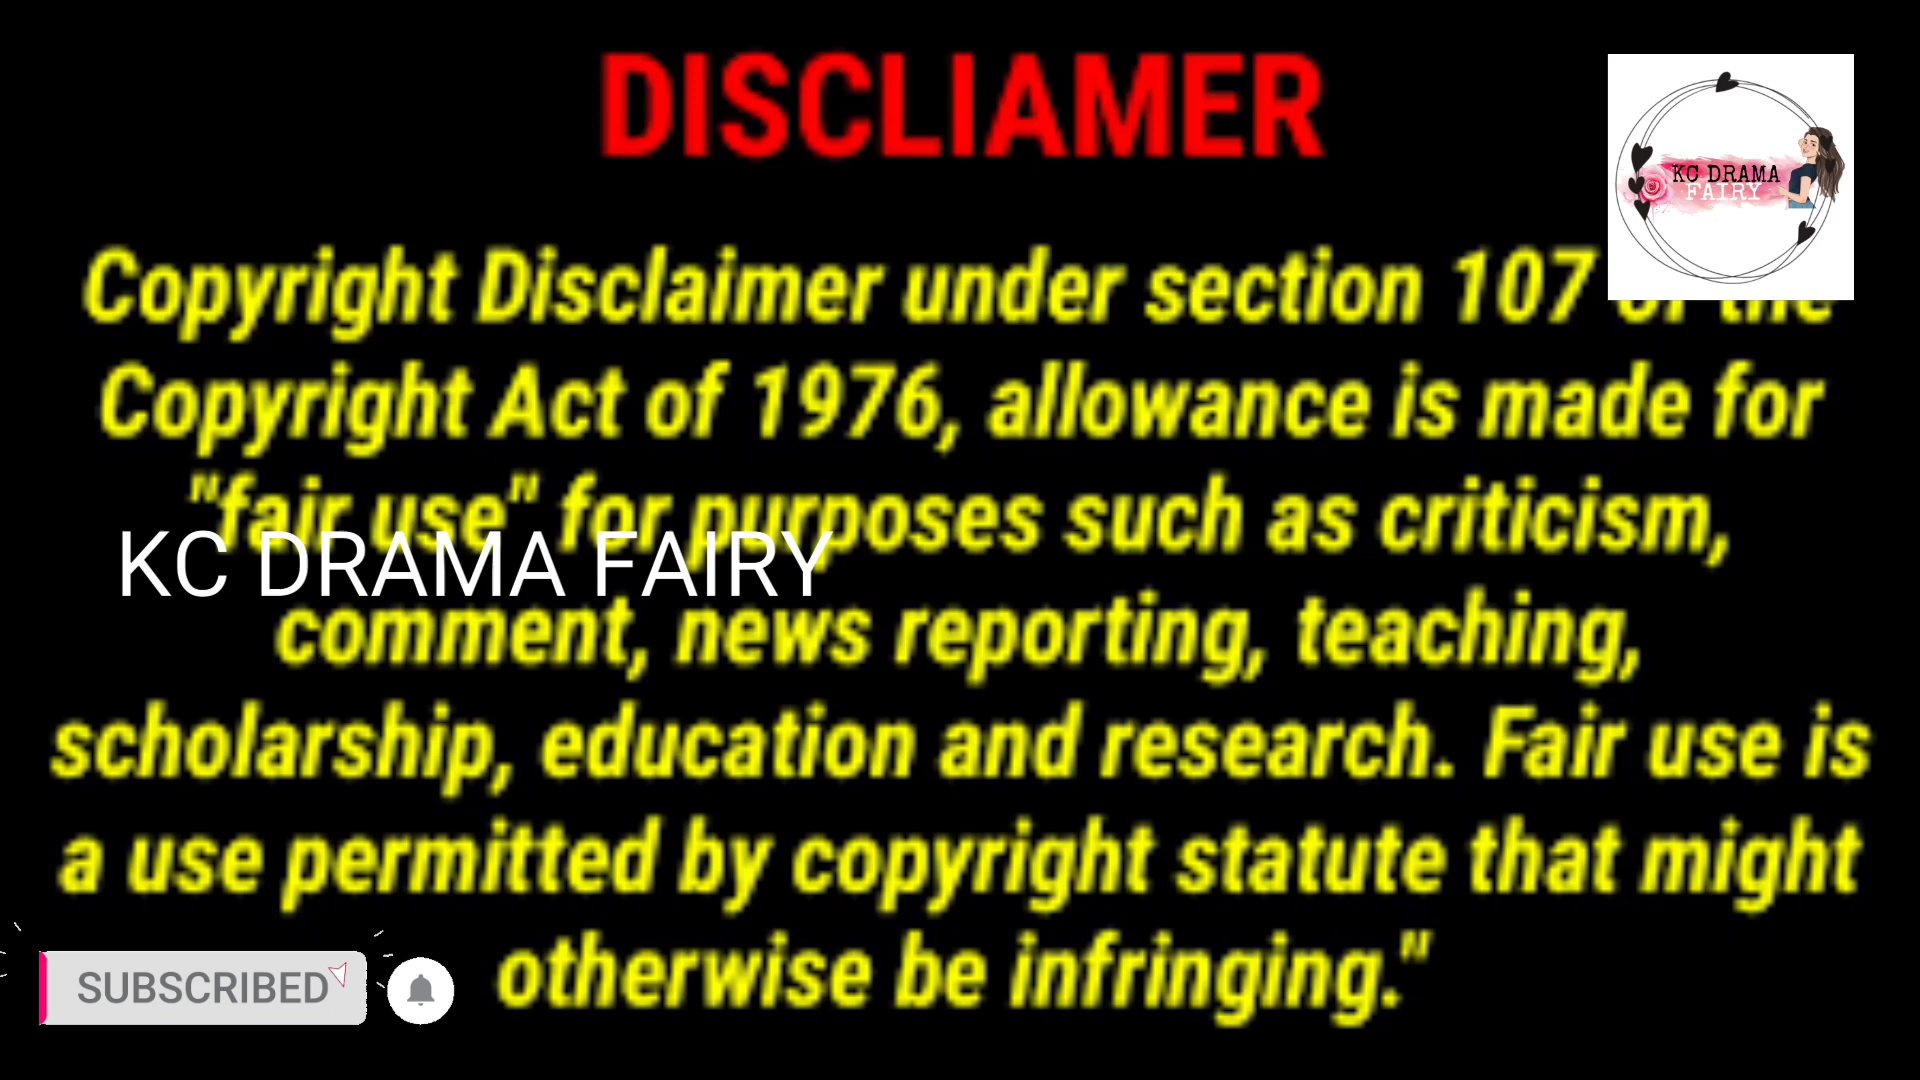 DISCLIAMER
KC DRAMA
FAIRY
Copyright Disclaimer under section 107 of the
Copyright Act of 1976, allowance is made for
"fair use" for purposes such as criticism,
KC DRAMA FAIRY
comment, news reporting, teaching,
scholarship, education and research. Fair use is
a use permitted by copyright statute that might
otherwise be infringing."
SUBSCRIBED